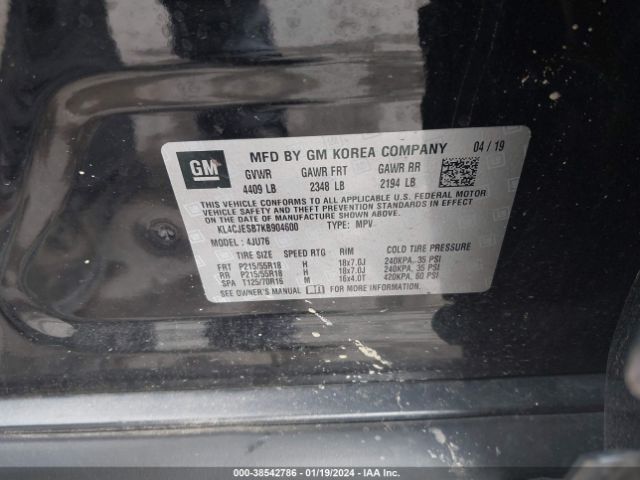 GM
MFD BY GM KOREA COMPANY 04 / 19
GVWR GAWR FRT GAWR RR
4409 LB 2348 LB 2194 LB
THIS VEHICLE CONFORMS TO ALL APPLICABLE U.S. FEDERAL MOTOR
VEHICLE SAFETY STANDARDS IN EFFECT ON THE
DATE OF MANUFACTURE SHOWN ABOVE.
KL4CJESB7KB904600 TYPE: MPV
MODEL : 4JU76
TIRE SIZE SPEED RTG RIM COLD TIRE PRESSURE
FRT P215/55R18 H 18x7.0J 240KPA. 35 PSI
RR P215/55R18 H 18x7.0J 240KPA. 35 PSI
SPA T125/70R16 M 16x4.0T 420KPA. 60 PSI
SEE OWNER'S MANUAL FOR MORE INFORMATION.
000-38542786 - 01/19/2024 - IAA Holdings, LLC.